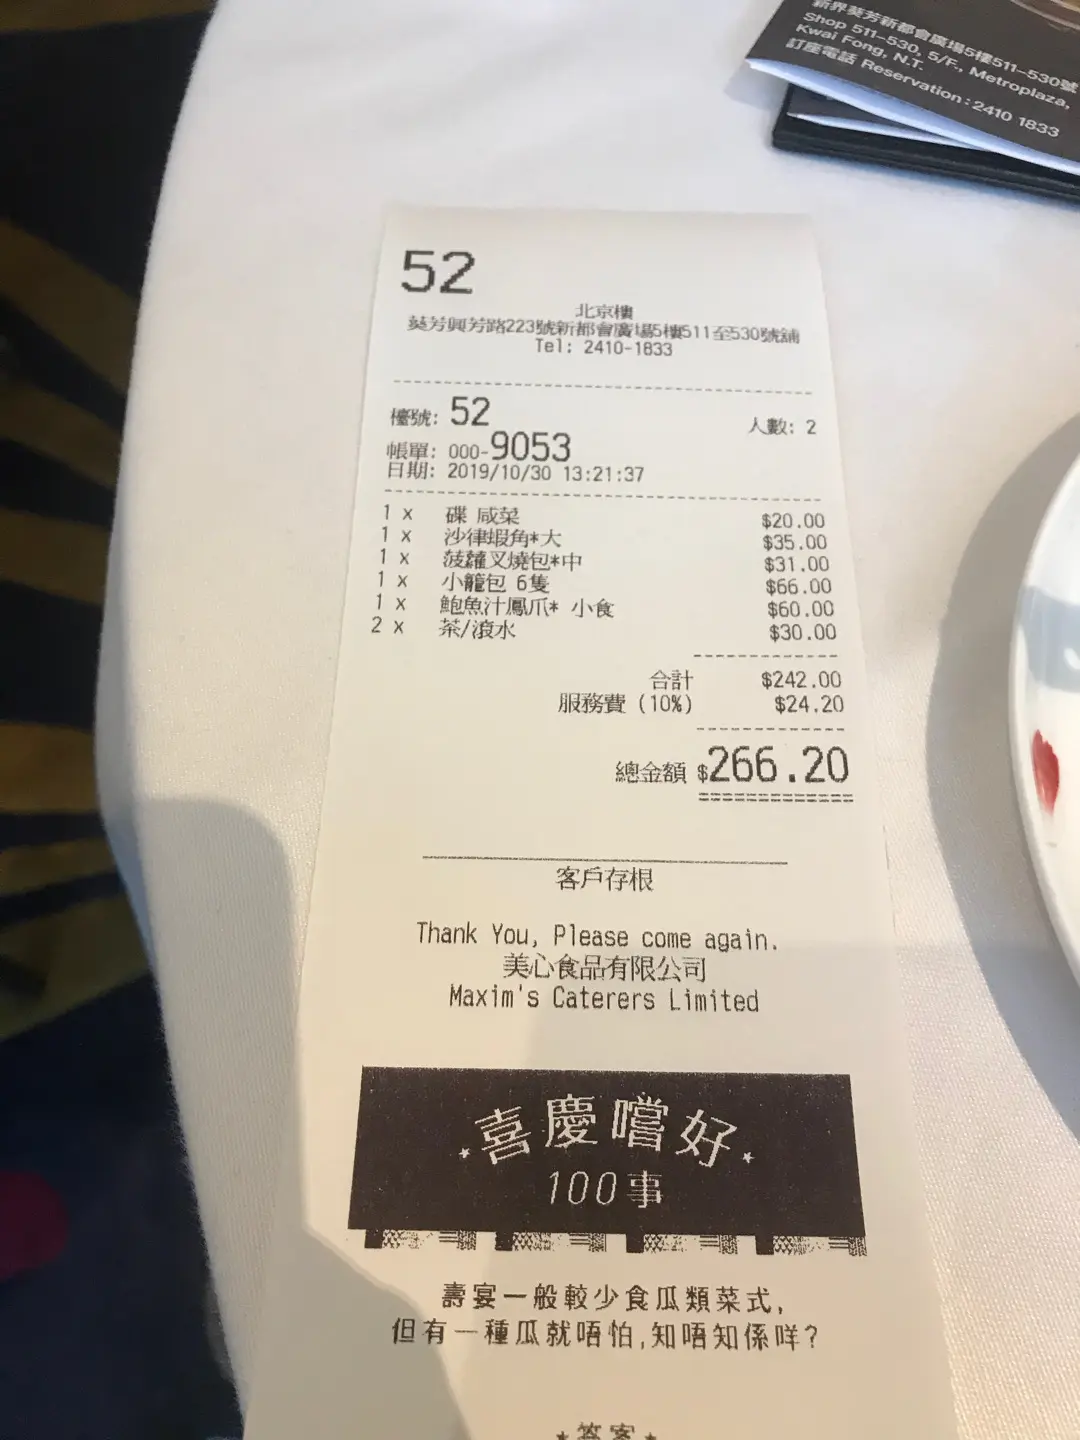 新界葵芳新都會廣場5樓511-530號
Shop 511-530, 5/F., Metroplaza,
Kwai Fong, N.T.
訂座電話 Reservation : 2410 1833
52
北京樓
葵芳興芳路223號新都會廣場5樓511至530號舖
Tel: 2410-1833
檯號: 52 人數: 2
帳單: 000-9053
日期: 2019/10/30 13:21:37
1 x 碟 咸菜 $20.00
1 x 沙律蝦角*大 $35.00
1 x 菠蘿叉燒包*中 $31.00
1 x 小籠包 6隻 $66.00
1 x 鮑魚汁鳳爪* 小食 $60.00
2 x 茶/滾水 $30.00
合計 $242.00
服務費 (10%) $24.20
總金額 $266.20
客戶存根
Thank You, Please come again.
美心食品有限公司
Maxim's Caterers Limited
喜慶嚐好
100事
壽宴一般較少食瓜類菜式,
但有一種瓜就唔怕,知唔知係咩?
*答案*